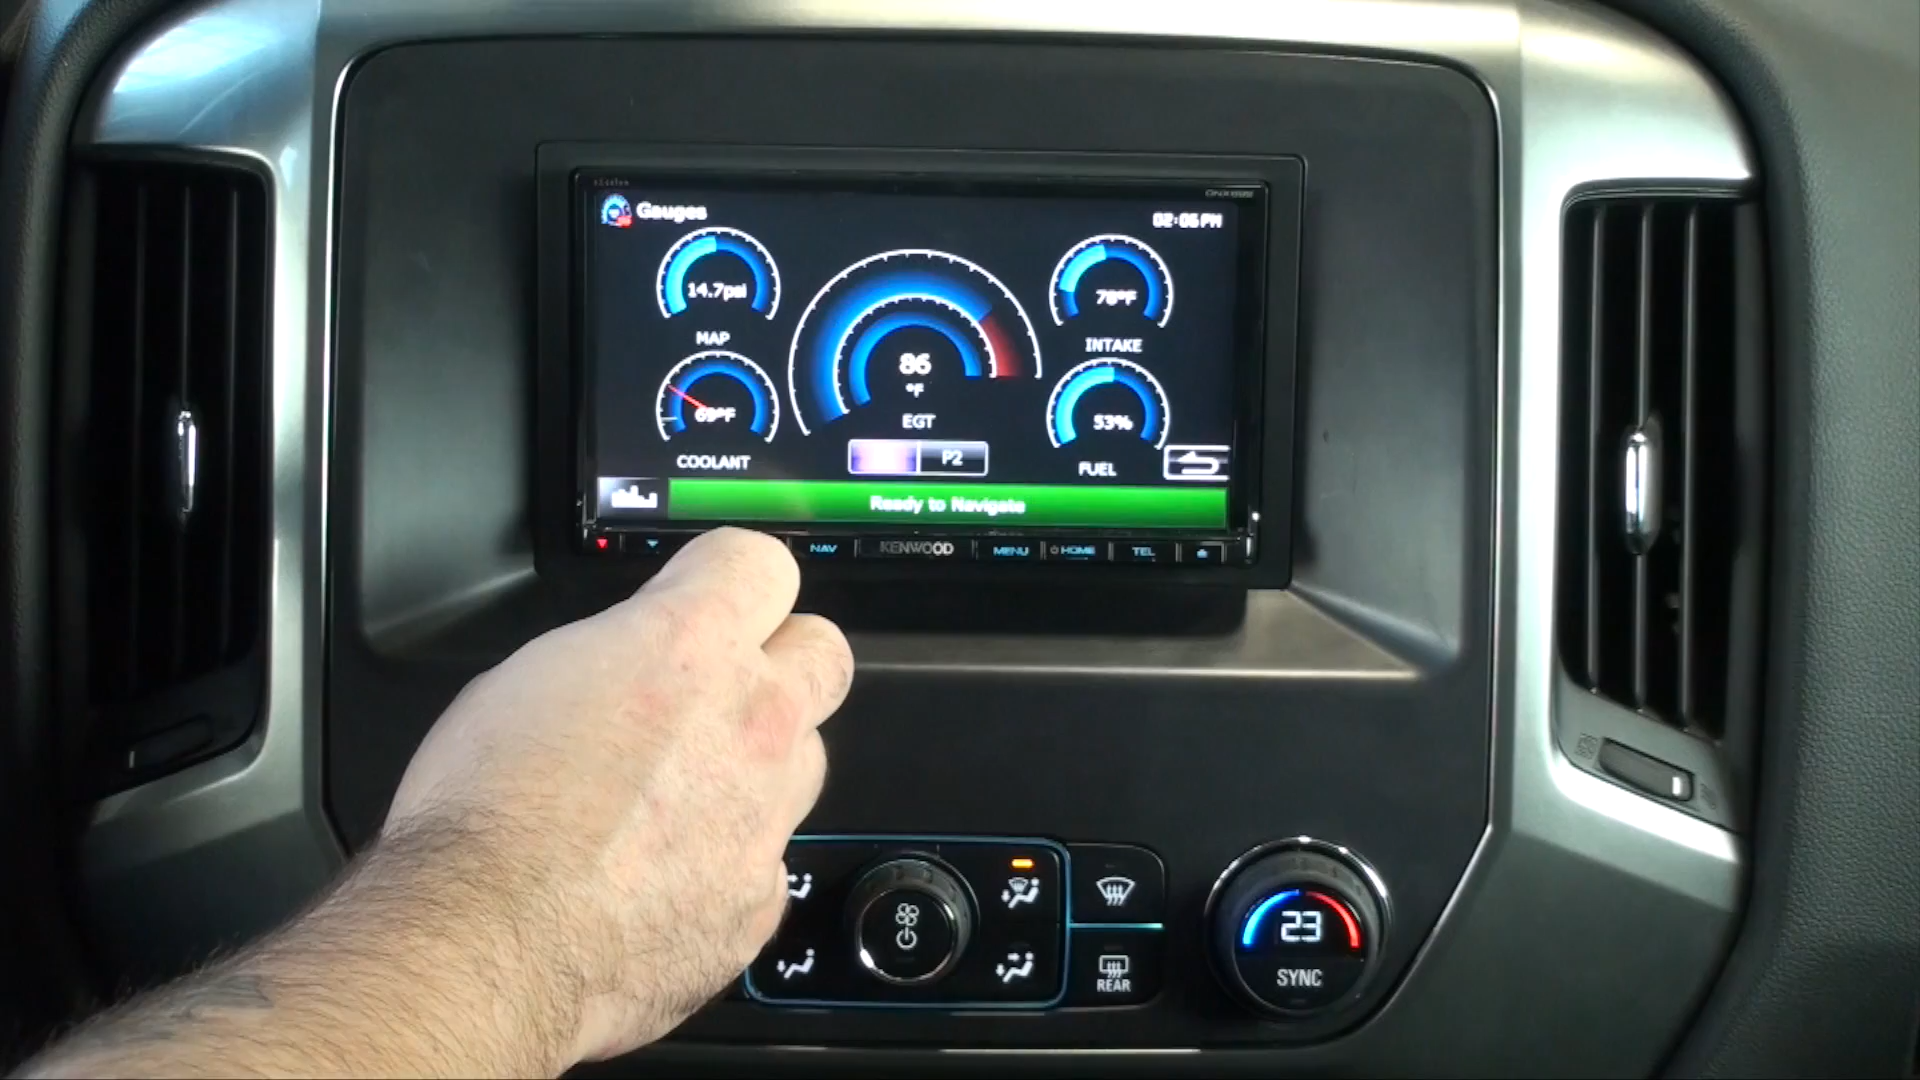 Gauges
02:06 PM
14.7psi
MAP
78°F
INTAKE
86
°F
EGT
69°F
COOLANT
53%
FUEL
P2
Ready to Navigate
NAV
KENWOOD
MENU
HOME
TEL
23
SYNC
REAR